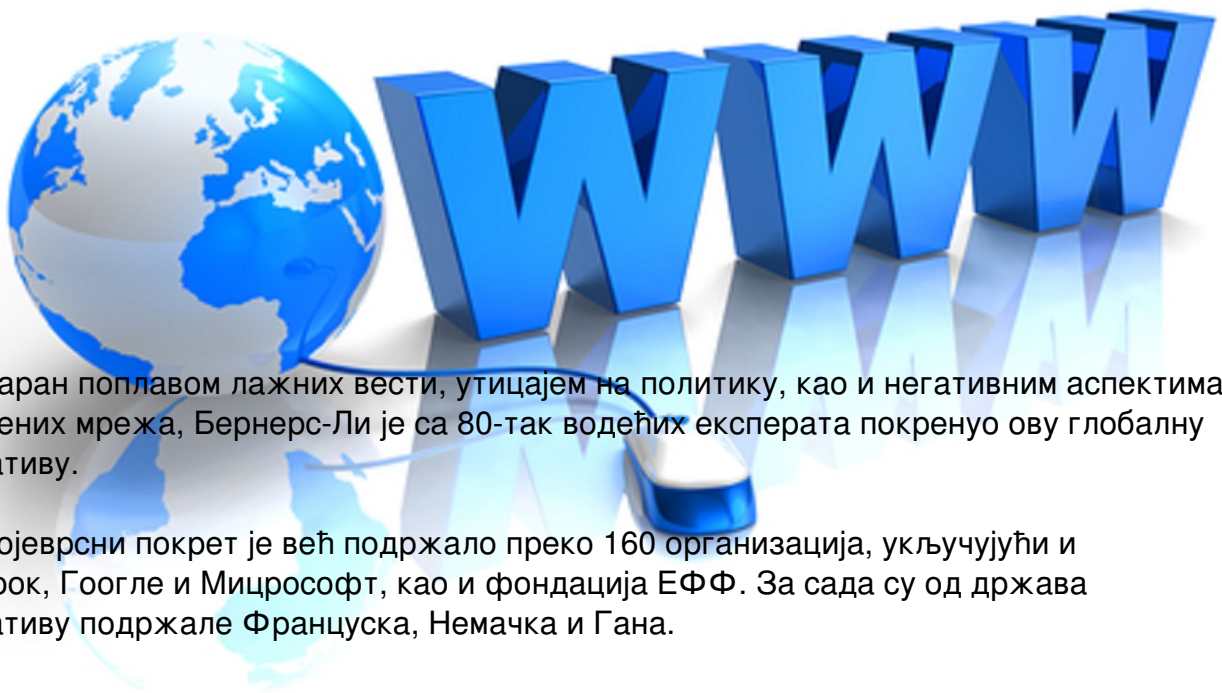 WWW
аран поплавом лажних вести, утицајем на политику, као и негативним аспектима
ених мрежа, Бернерс-Ли је са 80-так водећих експерата покренуо ову глобалну
ативу.
ојеврсни покрет је већ подржало преко 160 организација, укључујући и
оок, Гоогле и Мицрософт, као и фондација ЕФФ. За сада су од држава
ативу подржале Француска, Немачка и Гана.